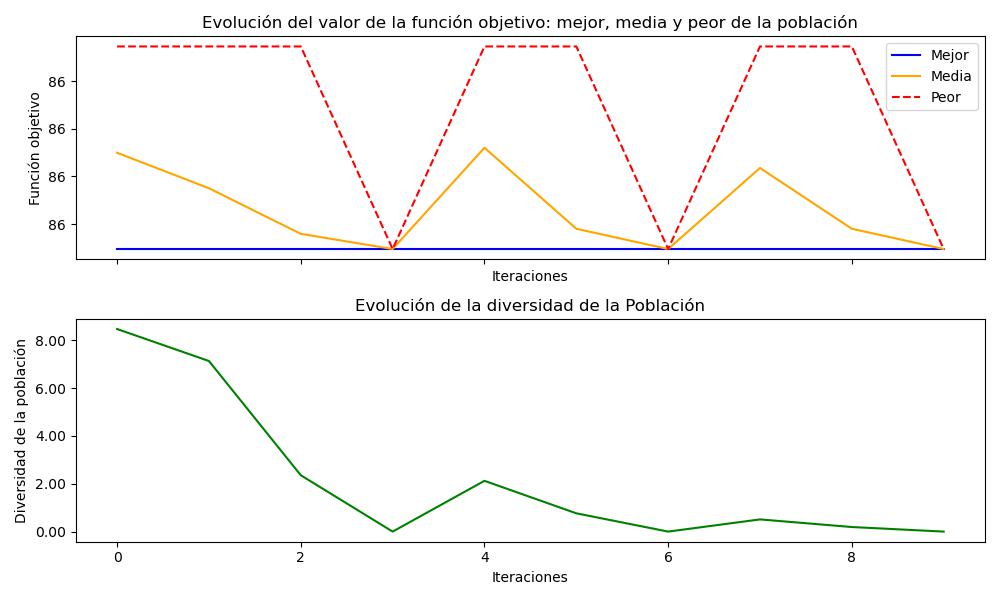 Evolución del valor de la función objetivo: mejor, media y peor de la población
Función objetivo
86
86
86
86
Mejor
Media
Peor
Iteraciones
Evolución de la diversidad de la Población
Diversidad de la población
8.00
6.00
4.00
2.00
0.00
0
2
4
6
8
Iteraciones